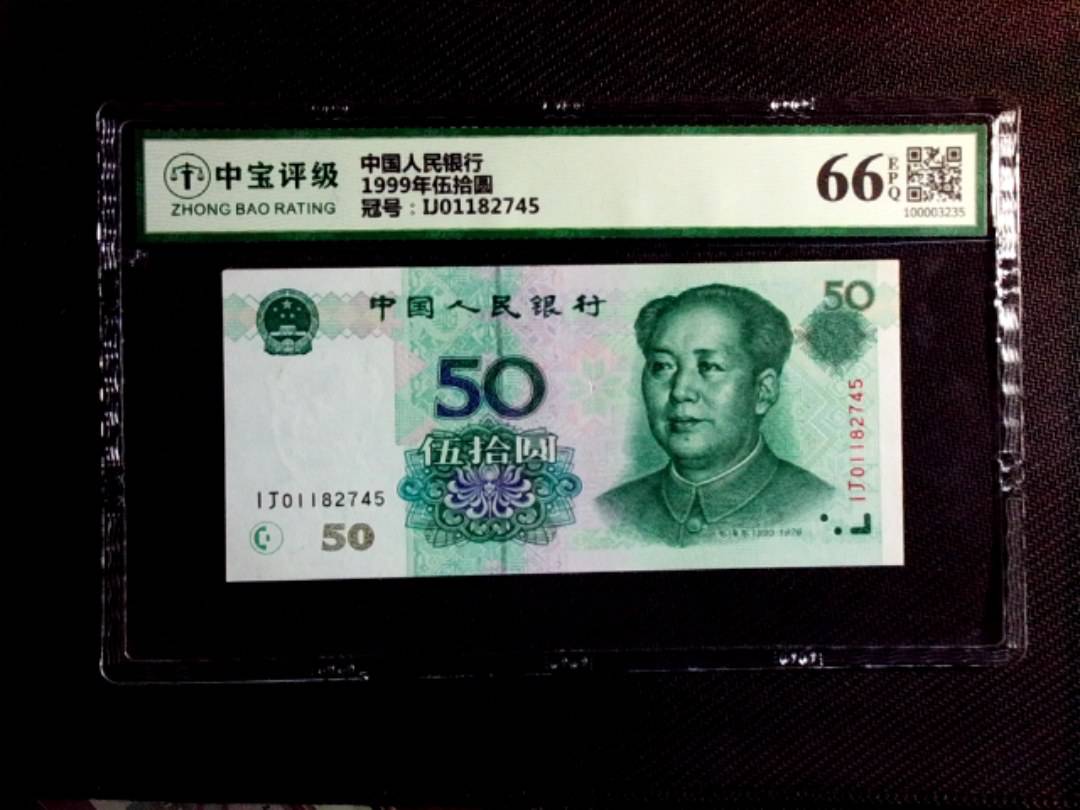 中宝评级
ZHONG BAO RATING
中国人民银行
1999年伍拾圆
冠号：IJ01182745
66
EPQ
100003235
中国人民银行
50
50
伍拾圆
IJ01182745
50
IJ01182745